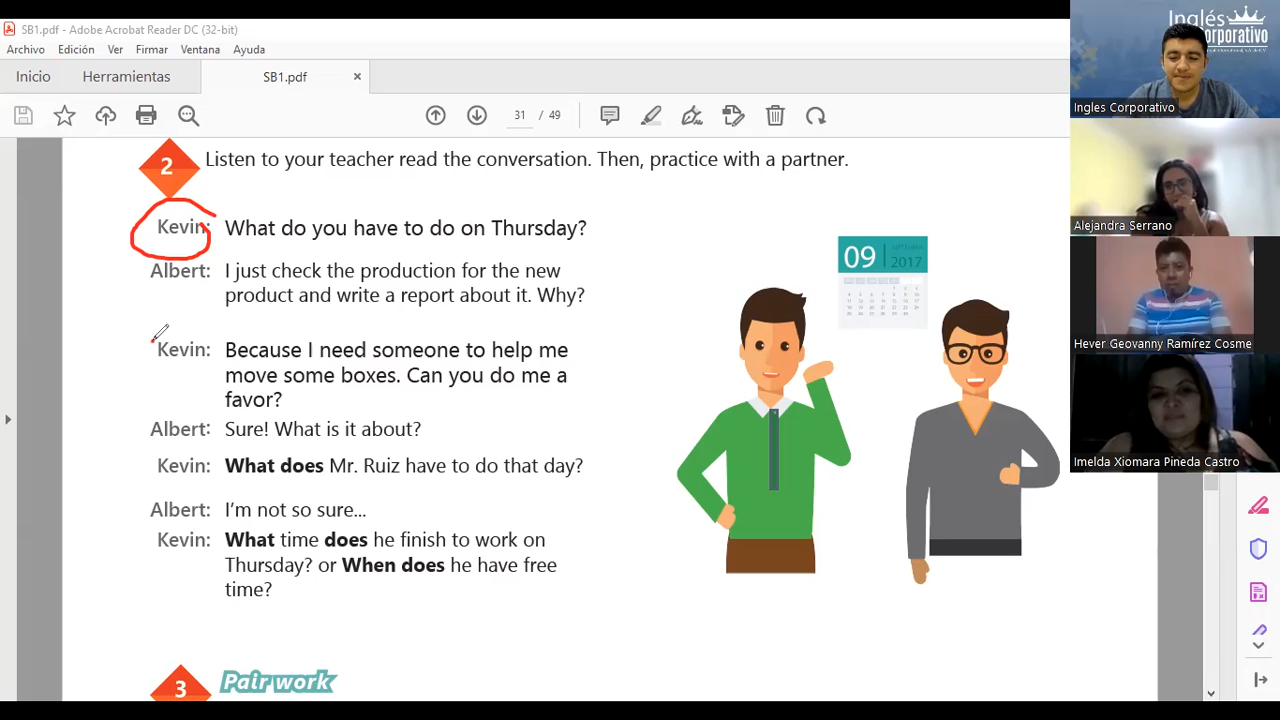 SB1.pdf - Adobe Acrobat Reader DC (32-bit)
Archivo Edición Ver Firmar Ventana Ayuda
Inicio Herramientas SB1.pdf ×
31 / 49
2 Listen to your teacher read the conversation. Then, practice with a partner.
Kevin: What do you have to do on Thursday?
Albert: I just check the production for the new
product and write a report about it. Why?
Kevin: Because I need someone to help me
move some boxes. Can you do me a
favor?
Albert: Sure! What is it about?
Kevin: What does Mr. Ruiz have to do that day?
Albert: I'm not so sure...
Kevin: What time does he finish to work on
Thursday? or When does he have free
time?
09
2017
3 Pair work
Inglés
Corporativo
Ingles Corporativo
Alejandra Serrano
Hever Geovanny Ramírez Cosme
Imelda Xiomara Pineda Castro